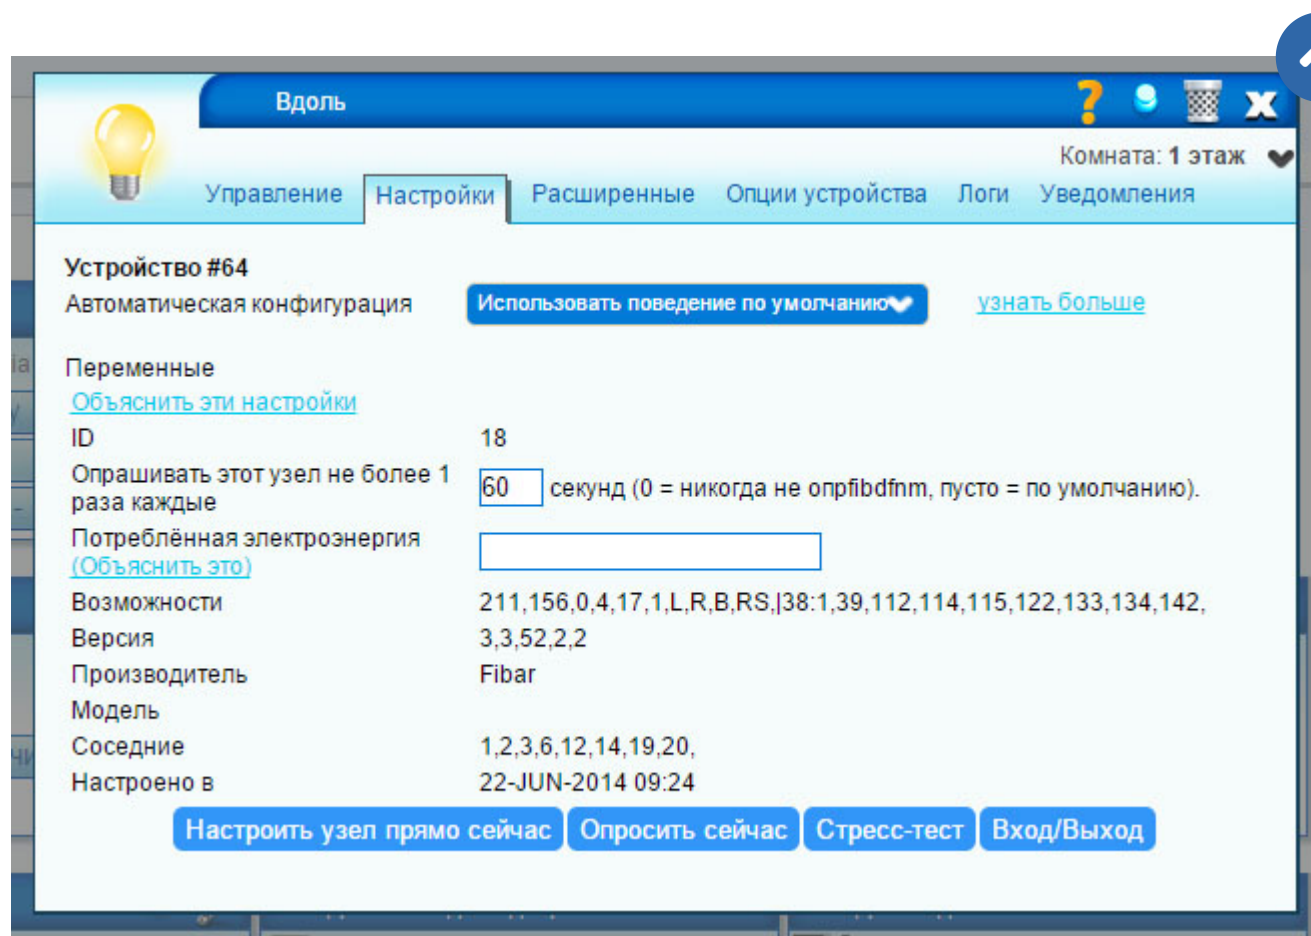 Вдоль
Комната: 1 этаж
Управление Настройки Расширенные Опции устройства Логи Уведомления
Устройство #64
Автоматическая конфигурация Использовать поведение по умолчанию узнать больше
Переменные
Объяснить эти настройки
ID 18
Опрашивать этот узел не более 1
раза каждые 60 секунд (0 = никогда не опрfibdfnm, пусто = по умолчанию).
Потреблённая электроэнергия
(Объяснить это)
Возможности 211,156,0,4,17,1,L,R,B,RS,|38:1,39,112,114,115,122,133,134,142,
Версия 3,3,52,2,2
Производитель Fibar
Модель
Соседние 1,2,3,6,12,14,19,20,
Настроено в 22-JUN-2014 09:24
Настроить узел прямо сейчас Опросить сейчас Стресс-тест Вход/Выход